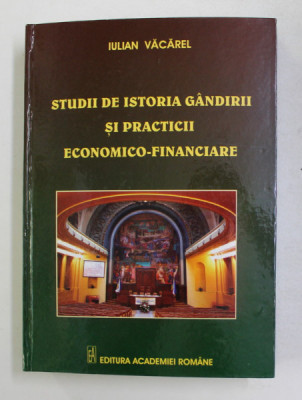 IULIAN VĂCĂREL
STUDII DE ISTORIA GÂNDIRII
ȘI PRACTICII
ECONOMICO-FINANCIARE
EDITURA ACADEMIEI ROMÂNE